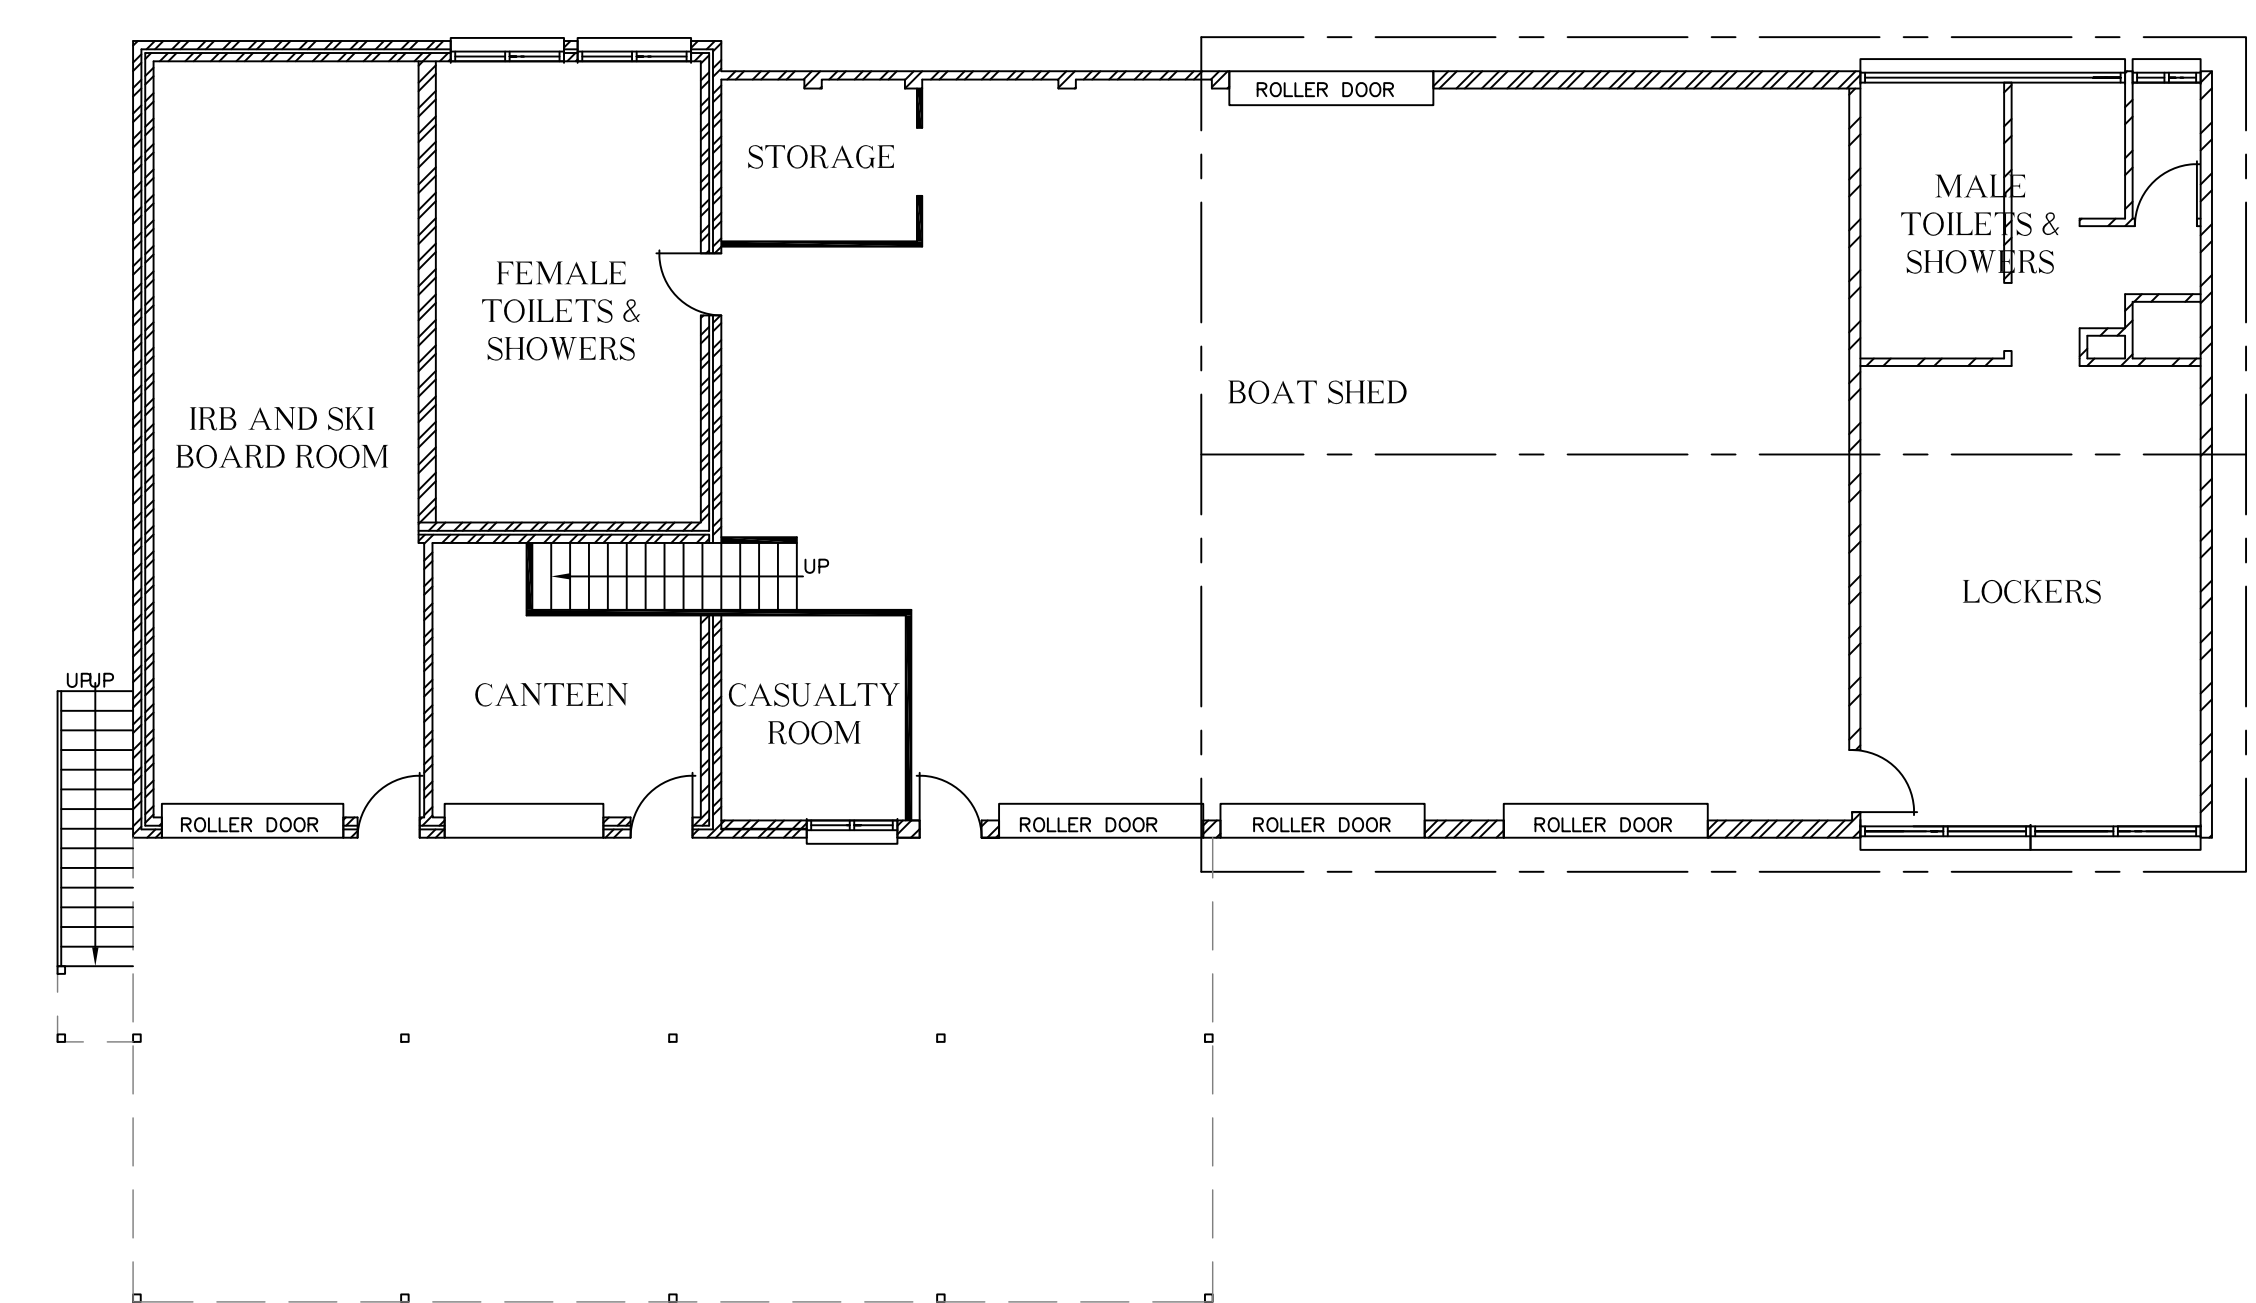 ROLLER DOOR
STORAGE
MALE
TOILETS &
SHOWERS
FEMALE
TOILETS &
SHOWERS
BOAT SHED
IRB AND SKI
BOARD ROOM
UP
LOCKERS
UP
UP
CANTEEN
CASUALTY
ROOM
ROLLER DOOR
ROLLER DOOR
ROLLER DOOR
ROLLER DOOR